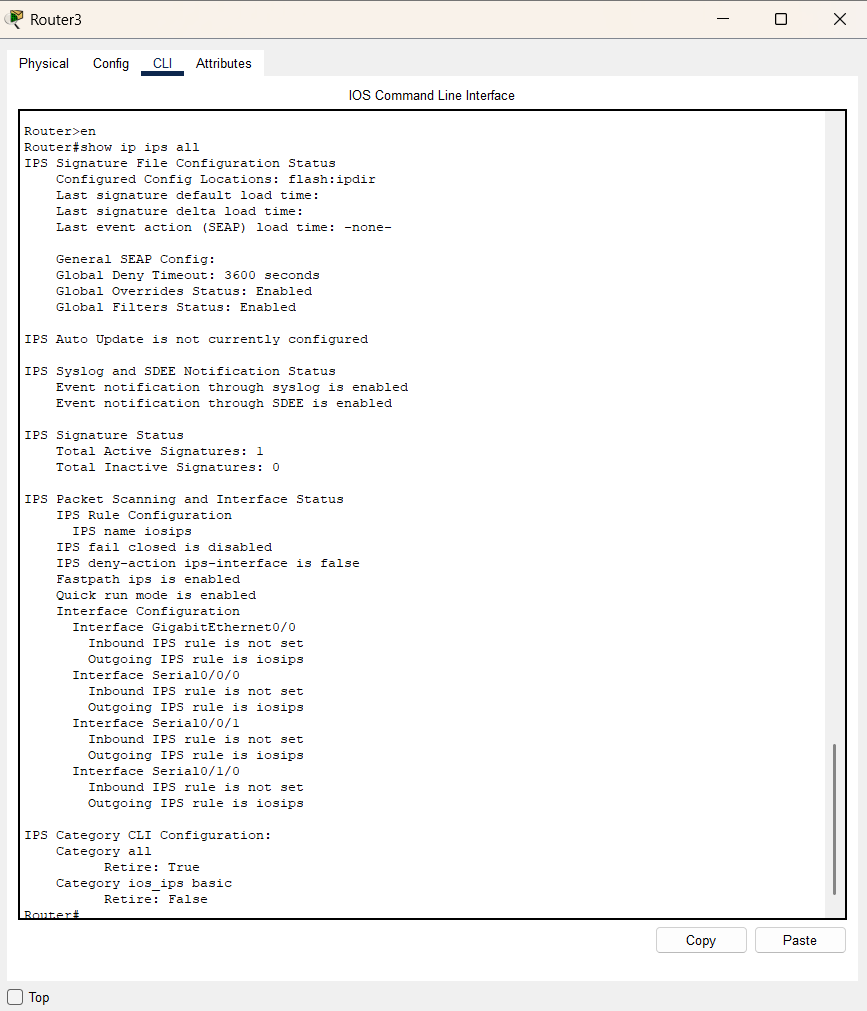 Router3
Physical Config CLI Attributes
IOS Command Line Interface
Router>en
Router#show ip ips all
IPS Signature File Configuration Status
Configured Config Locations: flash:ipdir
Last signature default load time:
Last signature delta load time:
Last event action (SEAP) load time: -none-
General SEAP Config:
Global Deny Timeout: 3600 seconds
Global Overrides Status: Enabled
Global Filters Status: Enabled
IPS Auto Update is not currently configured
IPS Syslog and SDEE Notification Status
Event notification through syslog is enabled
Event notification through SDEE is enabled
IPS Signature Status
Total Active Signatures: 1
Total Inactive Signatures: 0
IPS Packet Scanning and Interface Status
IPS Rule Configuration
IPS name iosips
IPS fail closed is disabled
IPS deny-action ips-interface is false
Fastpath ips is enabled
Quick run mode is enabled
Interface Configuration
Interface GigabitEthernet0/0
Inbound IPS rule is not set
Outgoing IPS rule is iosips
Interface Serial0/0/0
Inbound IPS rule is not set
Outgoing IPS rule is iosips
Interface Serial0/0/1
Inbound IPS rule is not set
Outgoing IPS rule is iosips
Interface Serial0/1/0
Inbound IPS rule is not set
Outgoing IPS rule is iosips
IPS Category CLI Configuration:
Category all
Retire: True
Category ios_ips basic
Retire: False
Router#
Copy Paste
Top